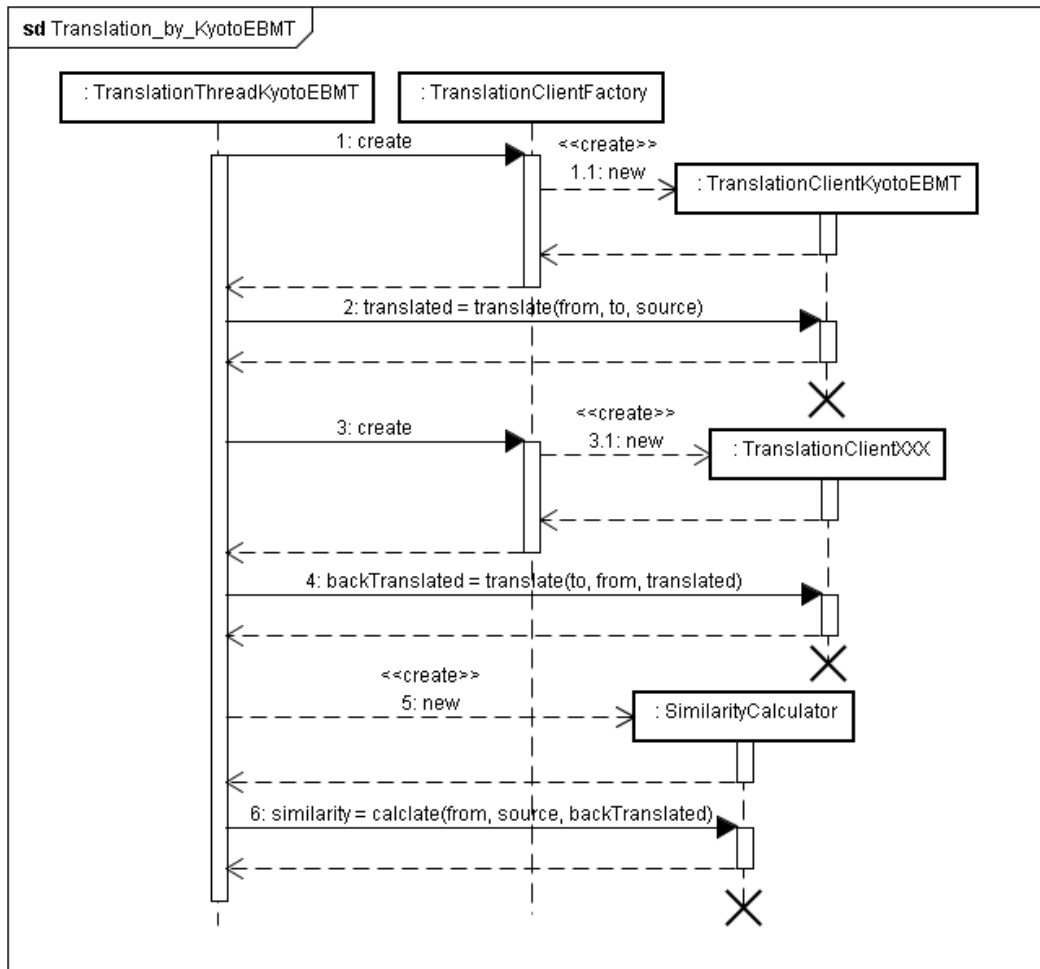 sd Translation_by_KyotoEBMT
: TranslationThreadKyotoEBMT
: TranslationClientFactory
1: create
<<create>>
1.1: new
: TranslationClientKyotoEBMT
2: translated = translate(from, to, source)
3: create
<<create>>
3.1: new
: TranslationClientXXX
4: backTranslated = translate(to, from, translated)
<<create>>
5: new
: SimilarityCalculator
6: similarity = calclate(from, source, backTranslated)